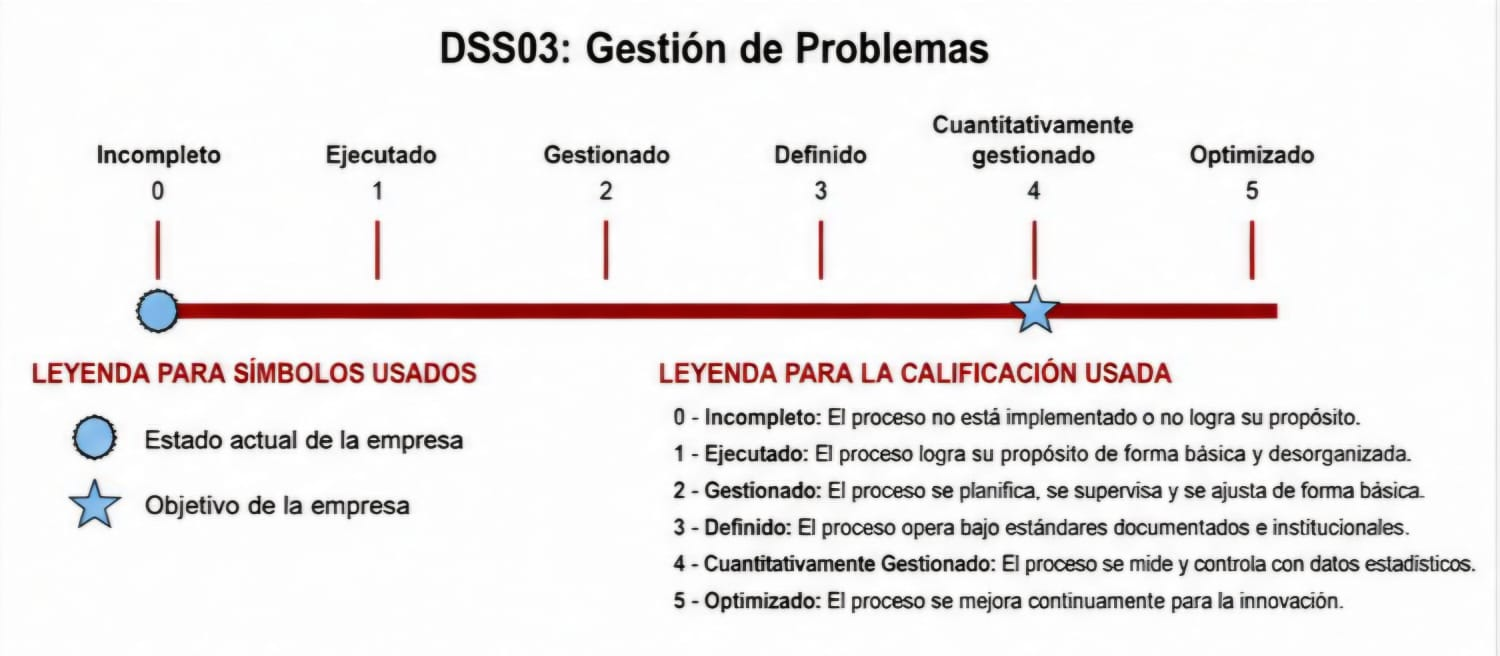 DSS03: Gestión de Problemas
Incompleto
0
Ejecutado
1
Gestionado
2
Definido
3
Cuantitativamente
gestionado
4
Optimizado
5
LEYENDA PARA SÍMBOLOS USADOS
Estado actual de la empresa
Objetivo de la empresa
LEYENDA PARA LA CALIFICACIÓN USADA
0 - Incompleto: El proceso no está implementado o no logra su propósito.
1 - Ejecutado: El proceso logra su propósito de forma básica y desorganizada.
2 - Gestionado: El proceso se planifica, se supervisa y se ajusta de forma básica.
3 - Definido: El proceso opera bajo estándares documentados e institucionales.
4 - Cuantitativamente Gestionado: El proceso se mide y controla con datos estadísticos.
5 - Optimizado: El proceso se mejora continuamente para la innovación.